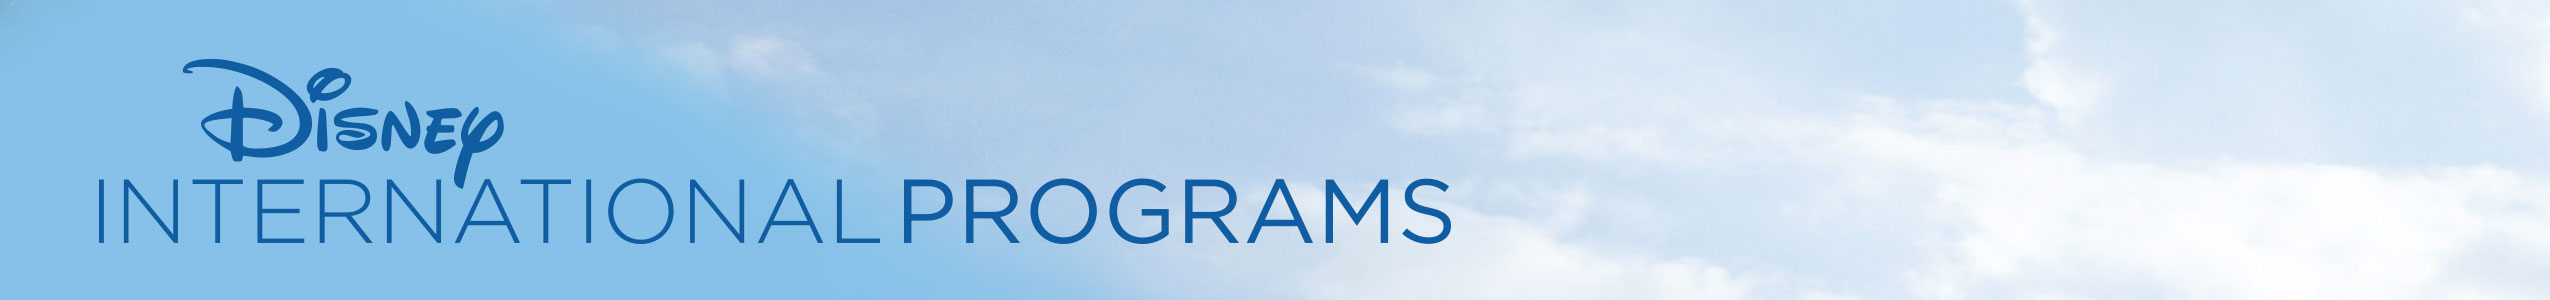 Disney
INTERNATIONAL PROGRAMS